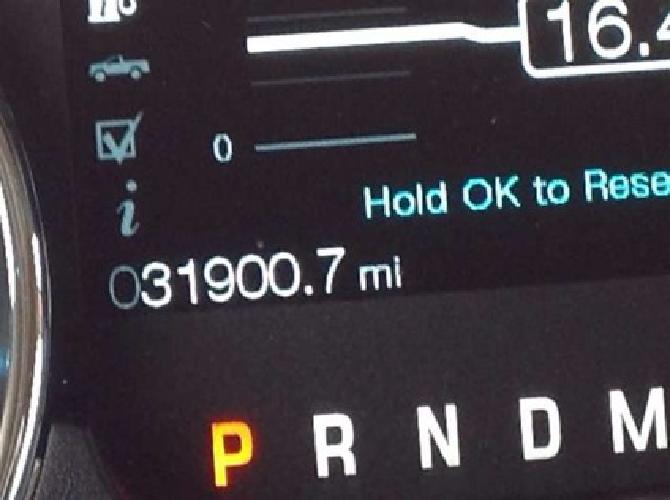 16.4
0
Hold OK to Rese
031900.7 mi
P R N D M